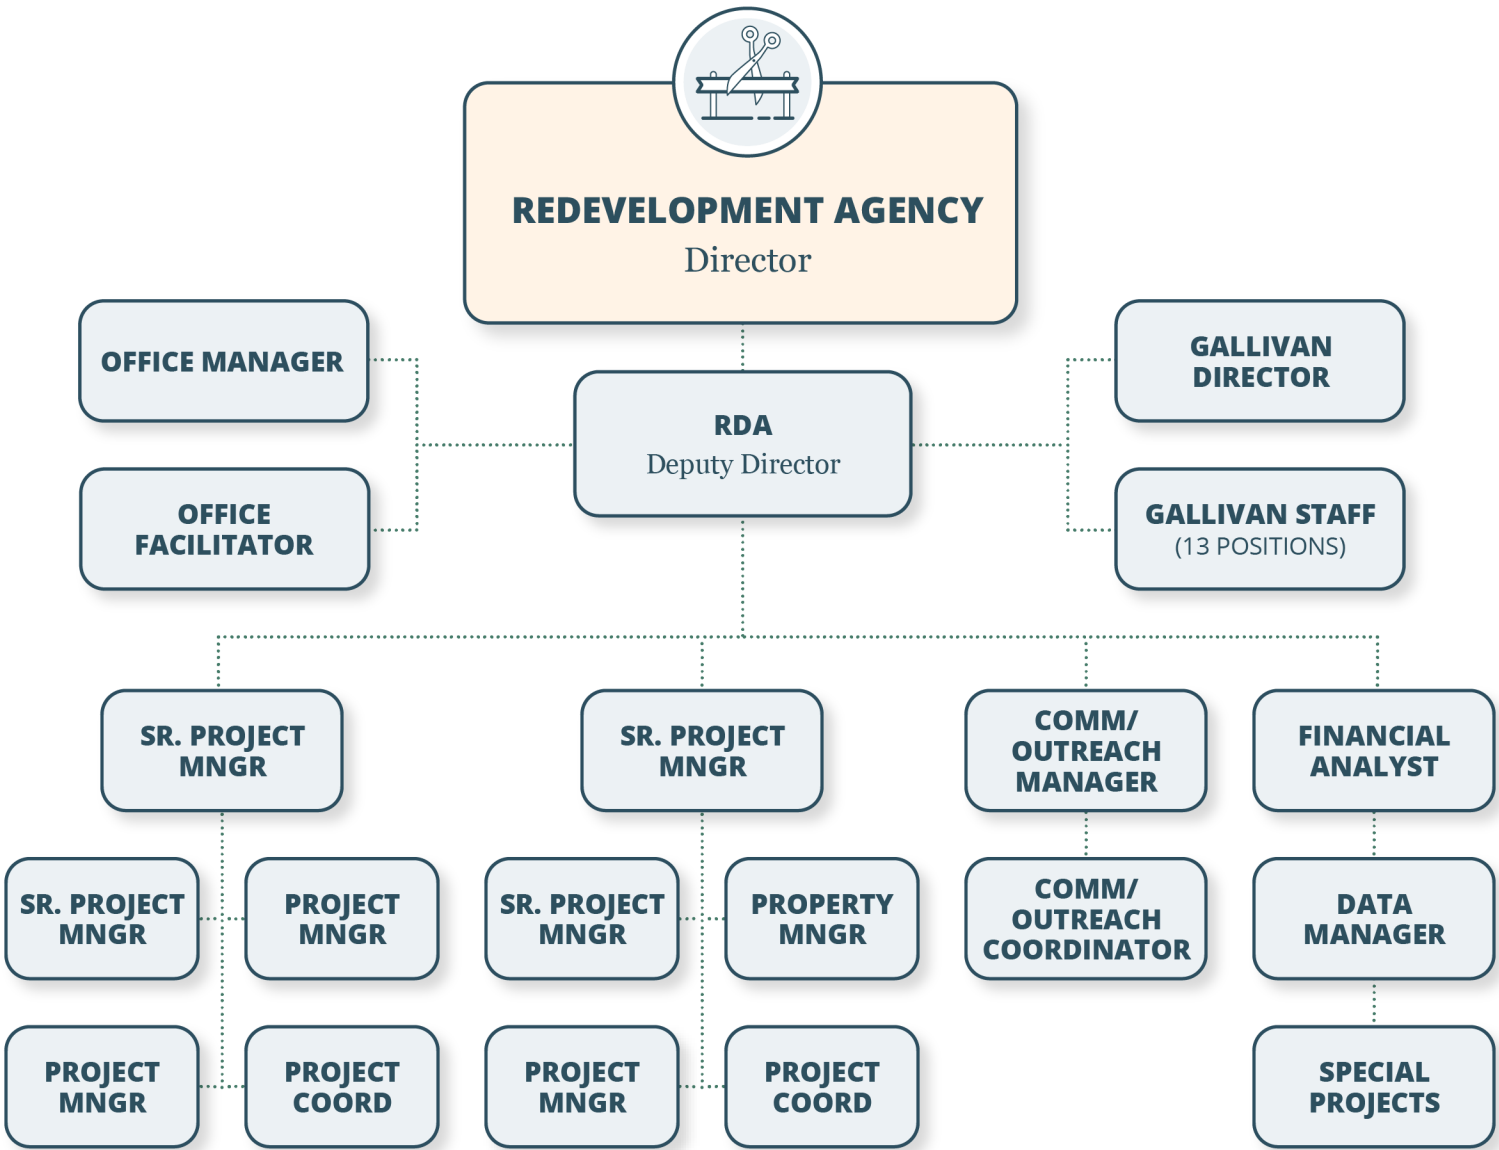 REDEVELOPMENT AGENCY
Director
OFFICE MANAGER
GALLIVAN
DIRECTOR
RDA
Deputy Director
OFFICE
FACILITATOR
GALLIVAN STAFF
(13 POSITIONS)
SR. PROJECT
MNGR
SR. PROJECT
MNGR
COMM/
OUTREACH
MANAGER
FINANCIAL
ANALYST
SR. PROJECT
MNGR
PROJECT
MNGR
SR. PROJECT
MNGR
PROPERTY
MNGR
COMM/
OUTREACH
COORDINATOR
DATA
MANAGER
PROJECT
MNGR
PROJECT
COORD
PROJECT
MNGR
PROJECT
COORD
SPECIAL
PROJECTS